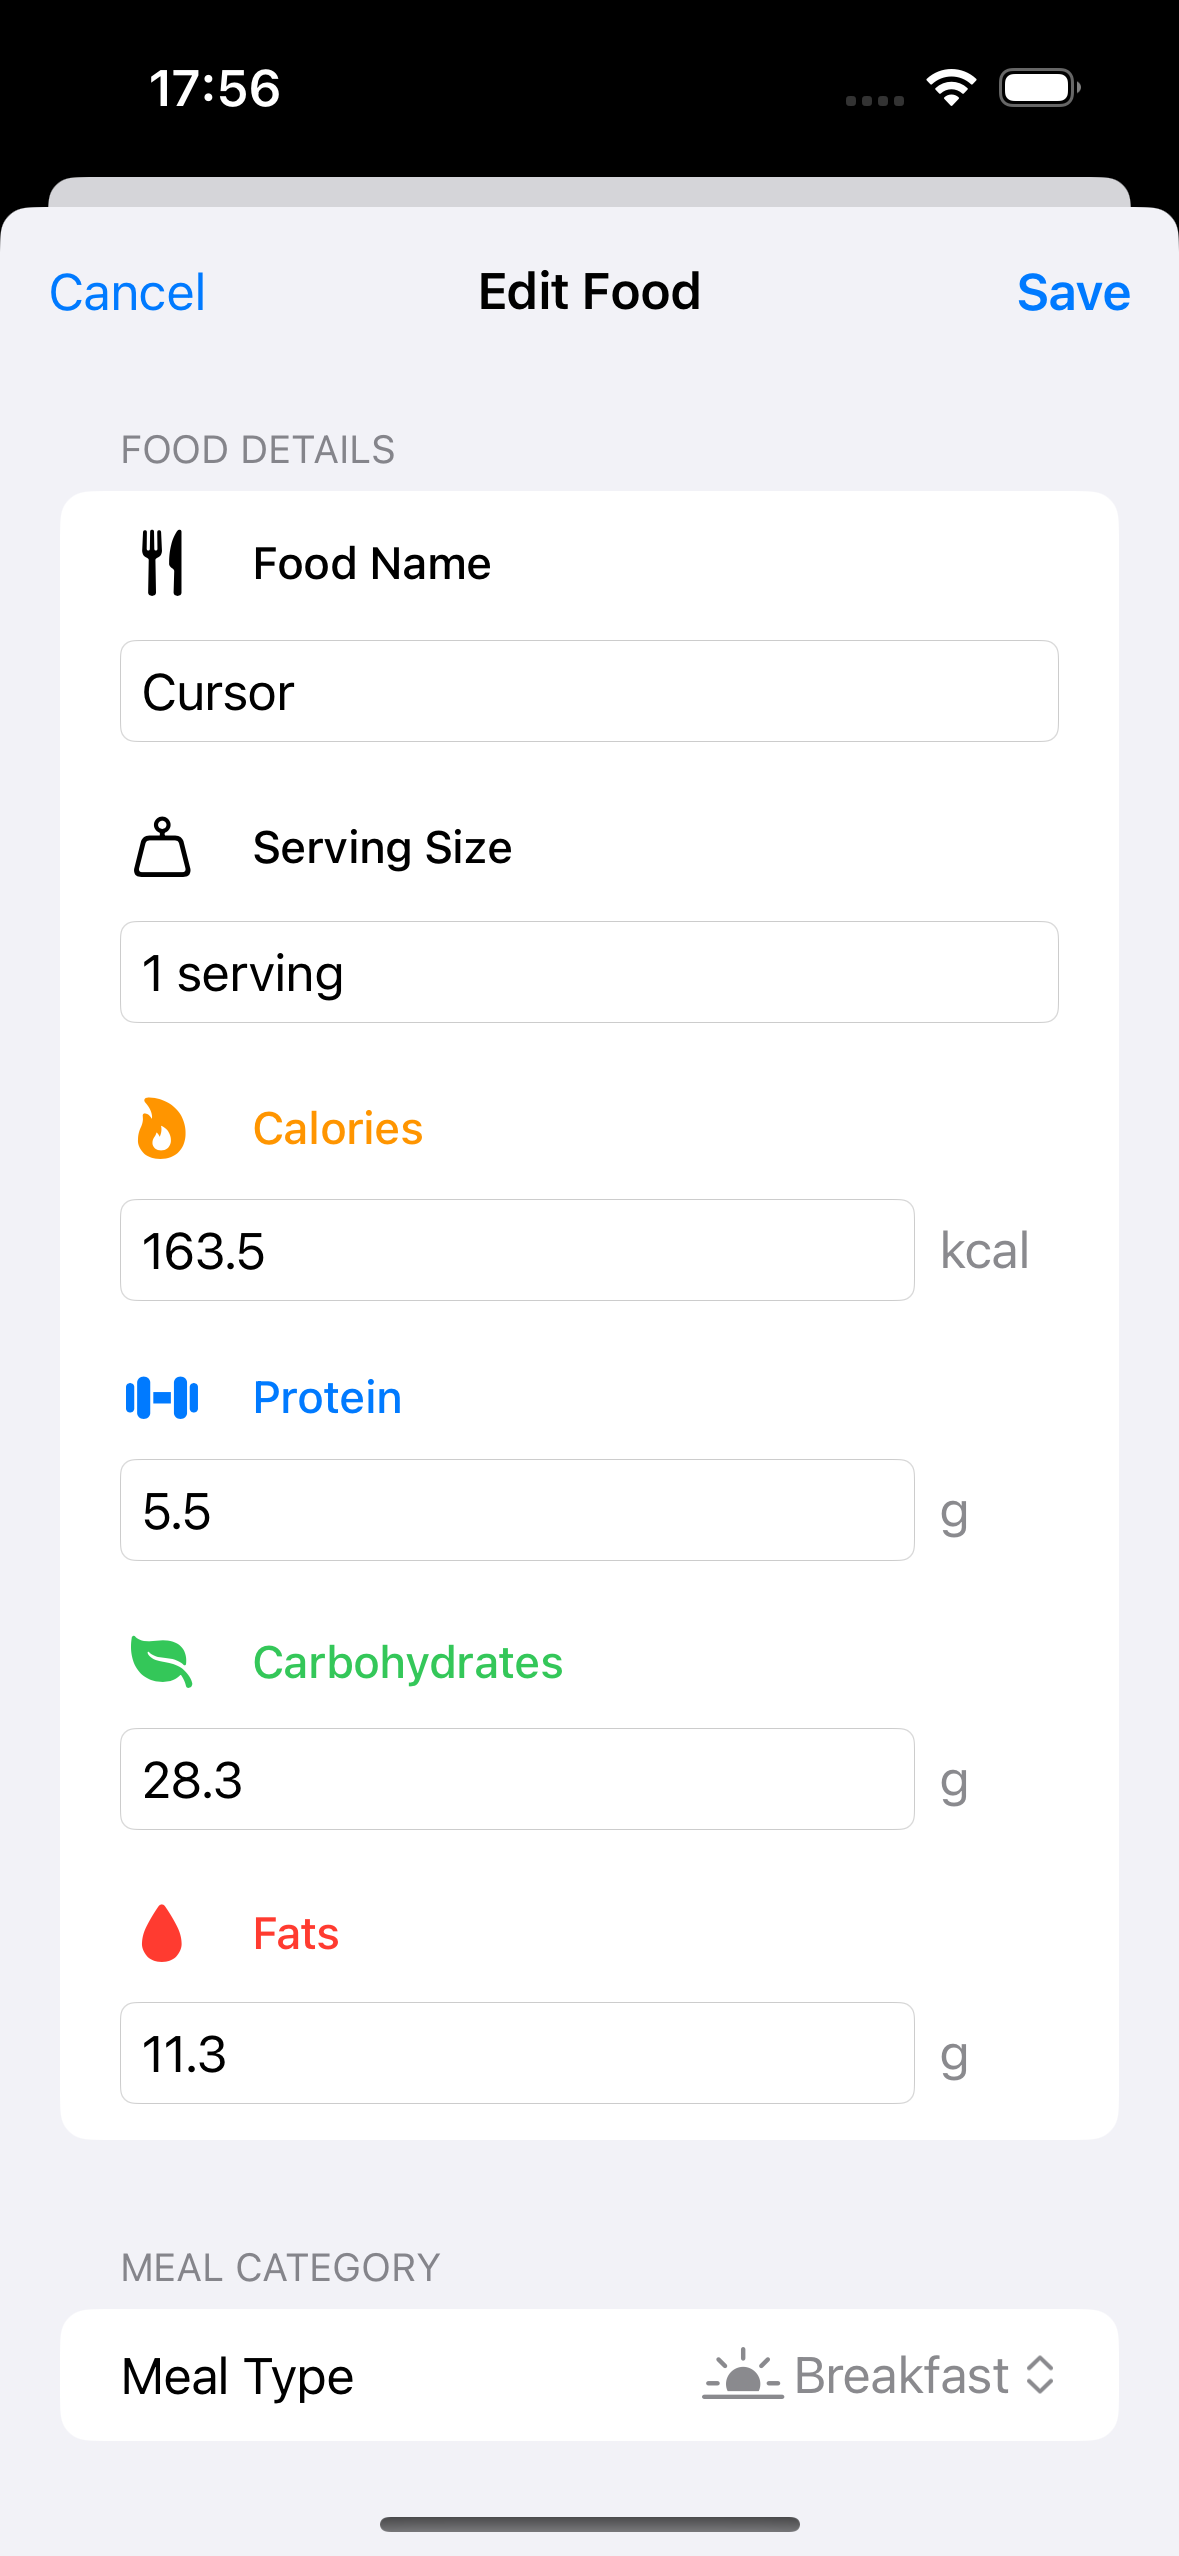 17:56
Cancel Edit Food Save
FOOD DETAILS
Food Name
Cursor
Serving Size
1 serving
Calories
163.5 kcal
Protein
5.5 g
Carbohydrates
28.3 g
Fats
11.3 g
MEAL CATEGORY
Meal Type Breakfast